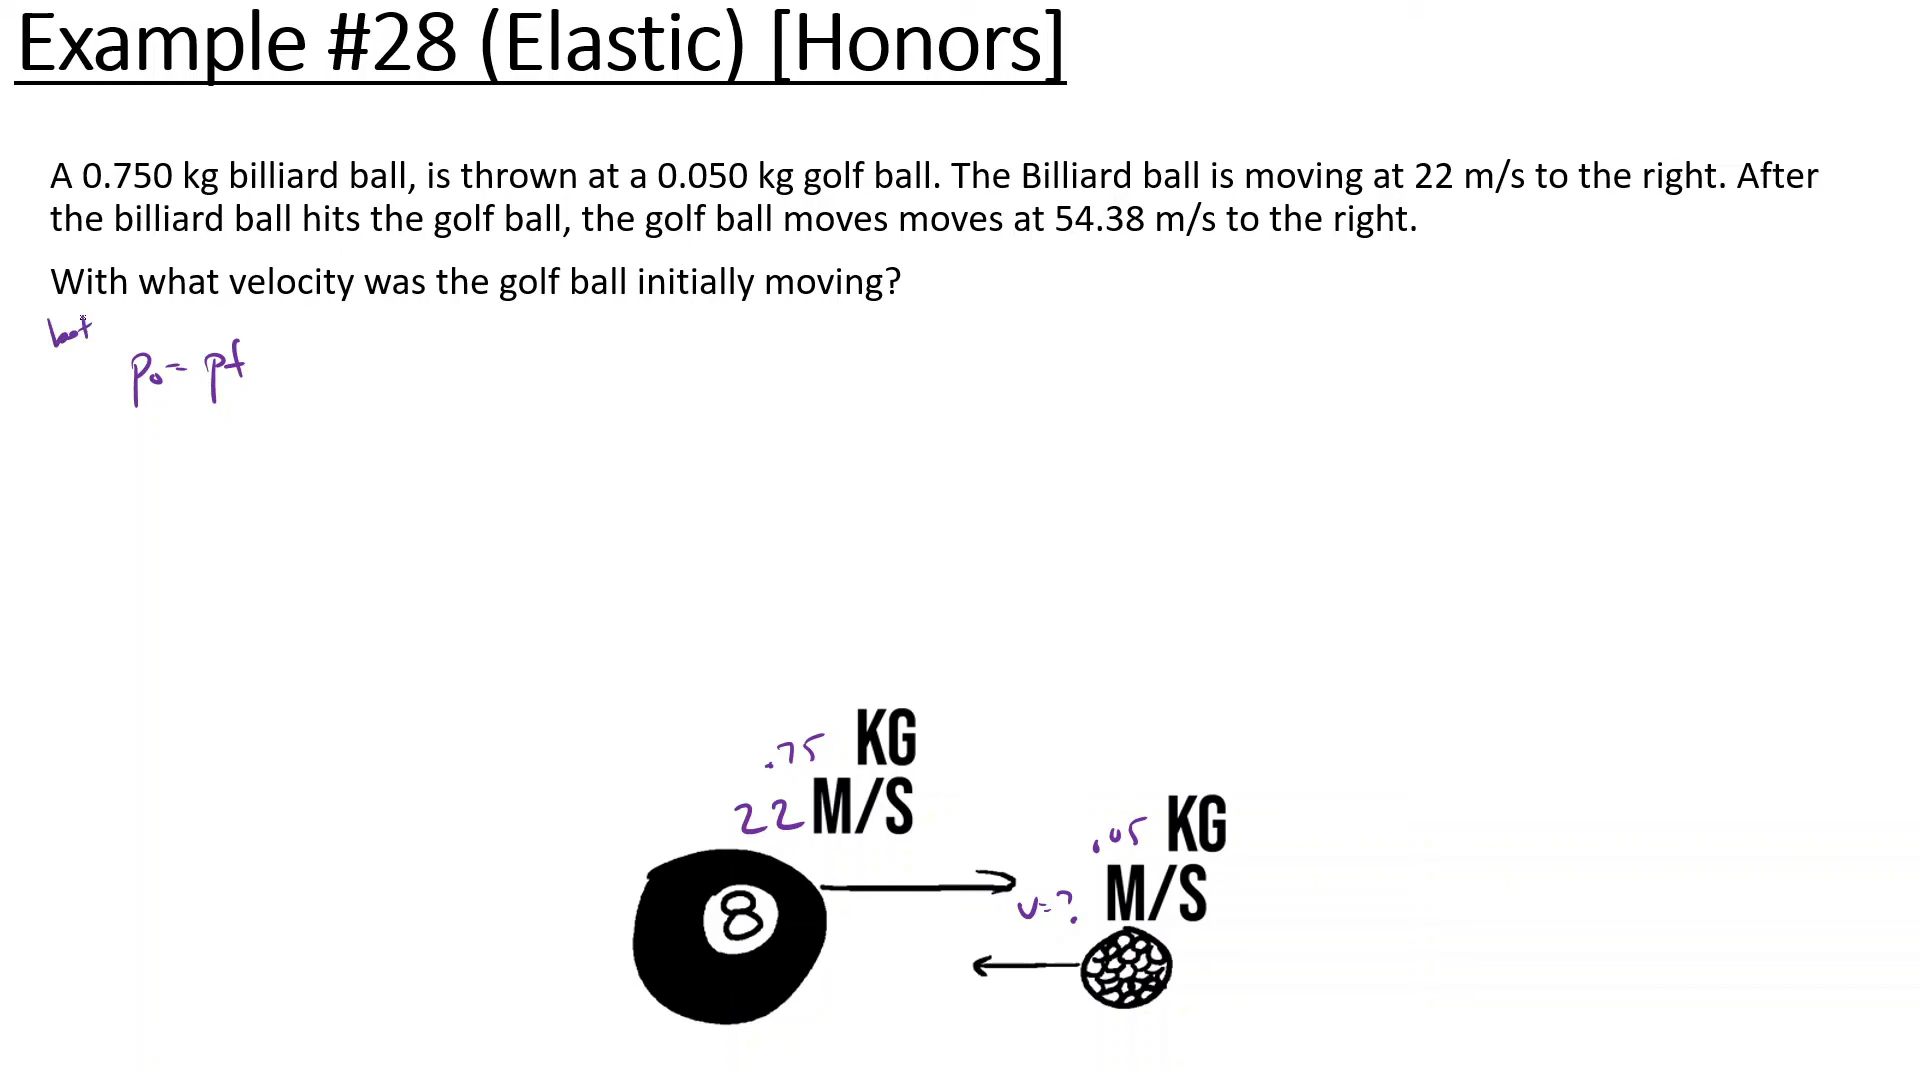 Example #28 (Elastic) [Honors]
A 0.750 kg billiard ball, is thrown at a 0.050 kg golf ball. The Billiard ball is moving at 22 m/s to the right. After
the billiard ball hits the golf ball, the golf ball moves moves at 54.38 m/s to the right.
With what velocity was the golf ball initially moving?
po = pf
.75 KG
22 M/S
.05 KG
v=? M/S
8